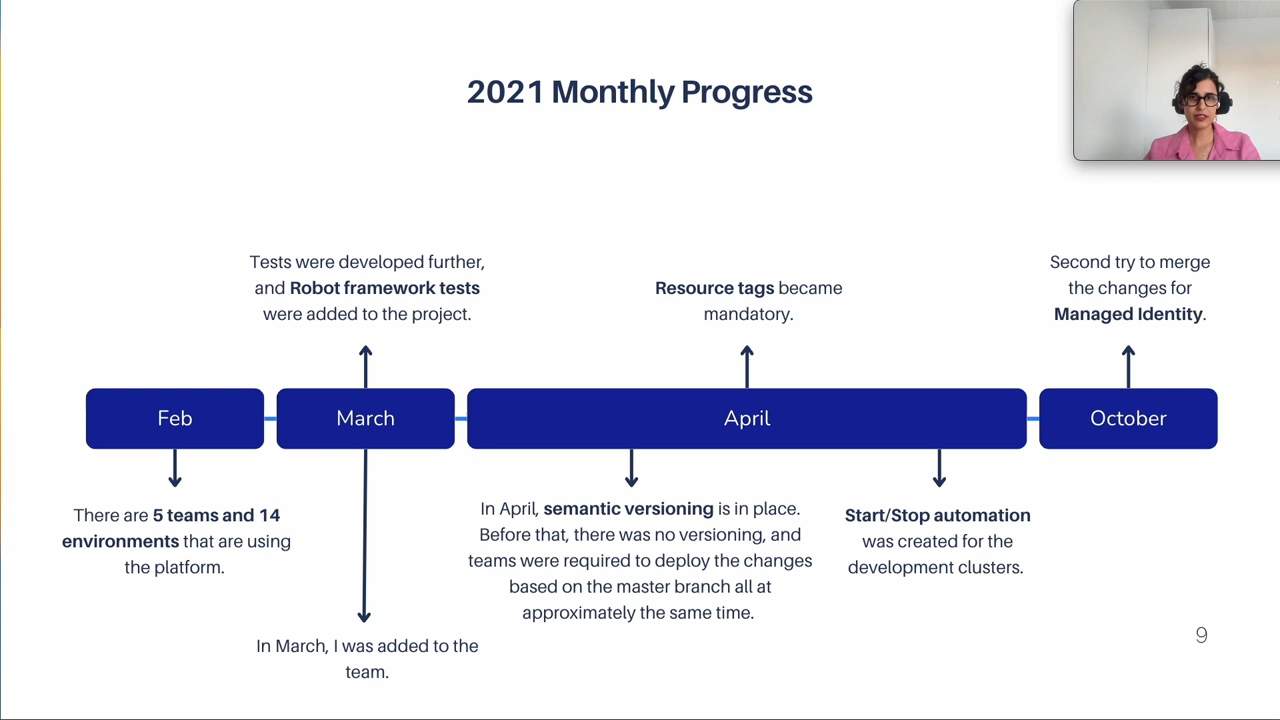 2021 Monthly Progress
Tests were developed further,
and Robot framework tests
were added to the project.
Resource tags became
mandatory.
Second try to merge
the changes for
Managed Identity.
Feb
March
April
October
There are 5 teams and 14
environments that are using
the platform.
In March, I was added to the
team.
In April, semantic versioning is in place.
Before that, there was no versioning, and
teams were required to deploy the changes
based on the master branch all at
approximately the same time.
Start/Stop automation
was created for the
development clusters.
9